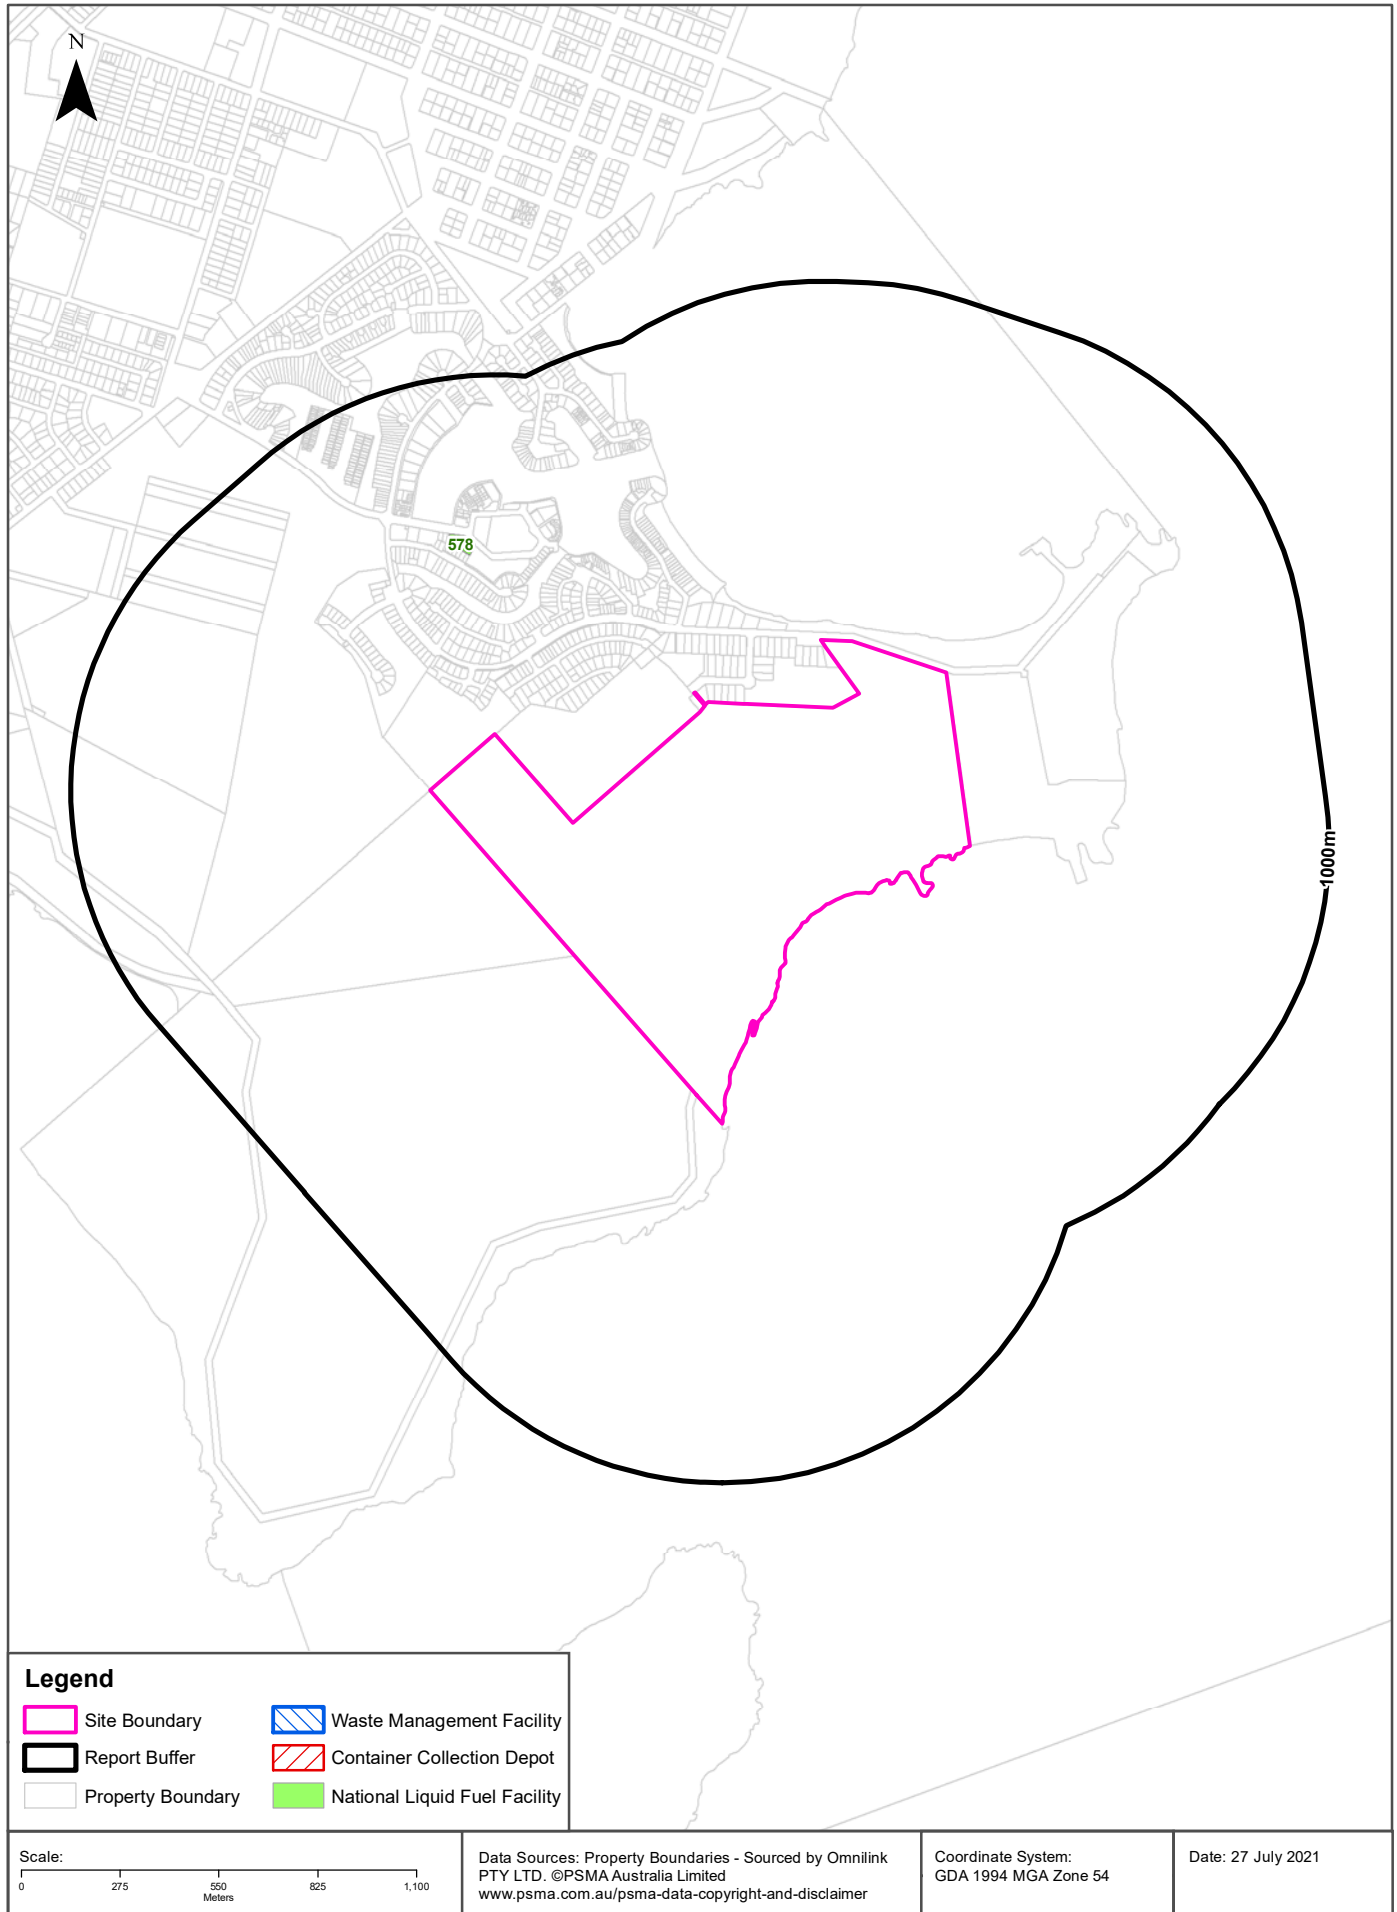 N
578
1000m
Legend
Site Boundary
Waste Management Facility
Report Buffer
Container Collection Depot
Property Boundary
National Liquid Fuel Facility
Scale:
0 275 550 825 1,100
Meters
Data Sources: Property Boundaries - Sourced by Omnilink
PTY LTD. ©PSMA Australia Limited
www.psma.com.au/psma-data-copyright-and-disclaimer
Coordinate System:
GDA 1994 MGA Zone 54
Date: 27 July 2021